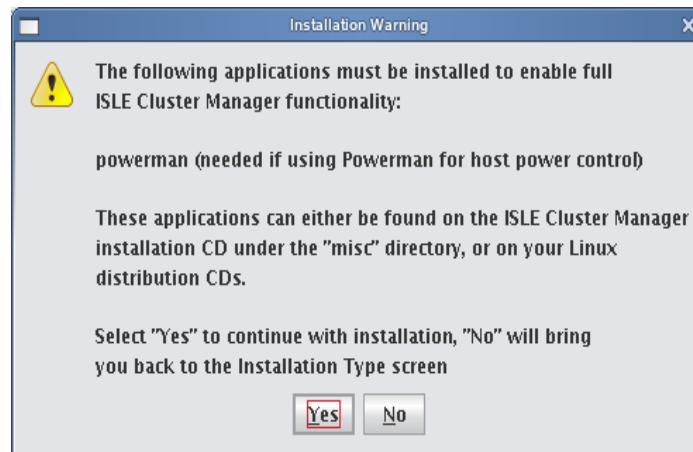 Installation Warning
The following applications must be installed to enable full
ISLE Cluster Manager functionality:
powerman (needed if using Powerman for host power control)
These applications can either be found on the ISLE Cluster Manager
installation CD under the "misc" directory, or on your Linux
distribution CDs.
Select "Yes" to continue with installation, "No" will bring
you back to the Installation Type screen
Yes No